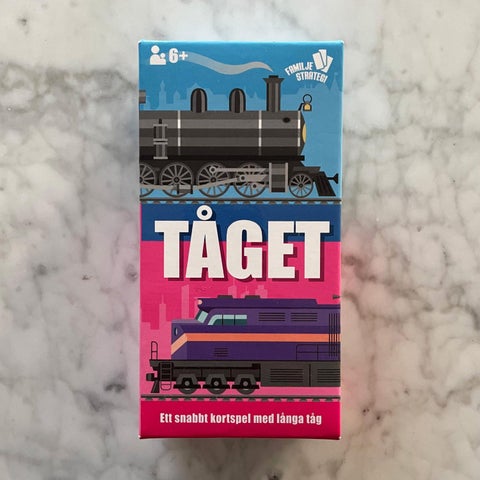 6+
FAMILJE
STRATEGI
TÅGET
Ett snabbt kortspel med långa tåg